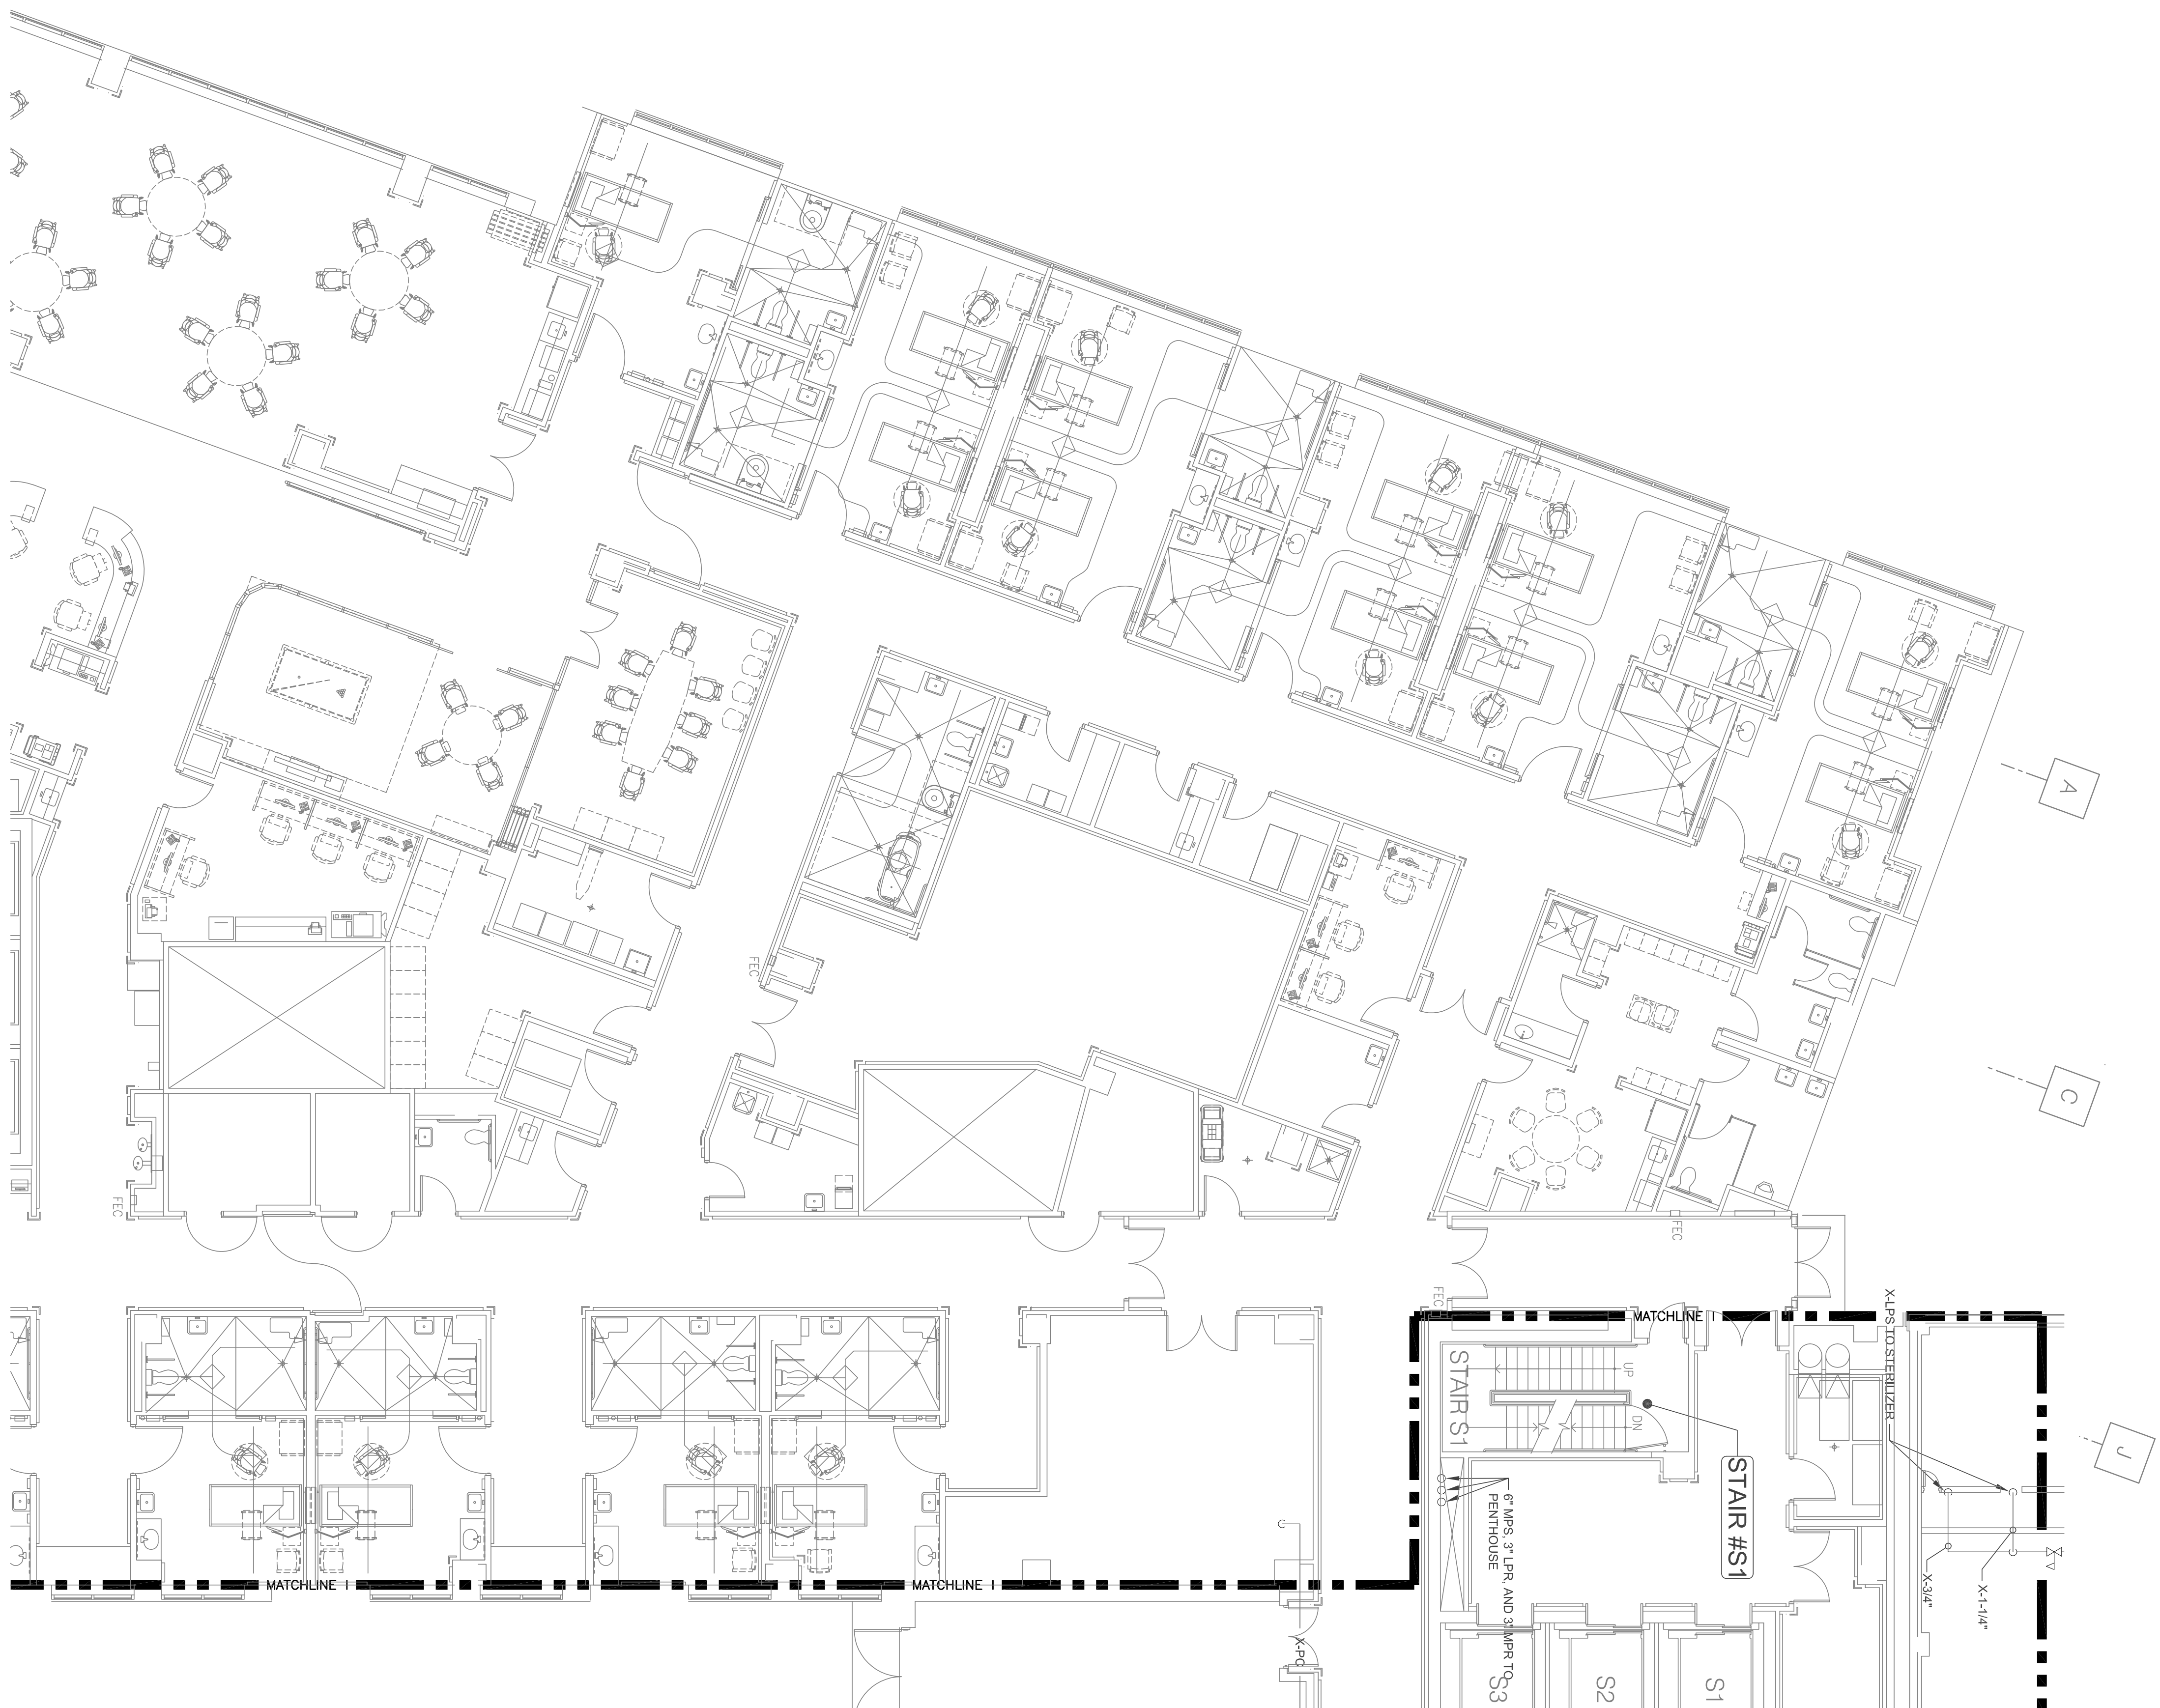 A
C
J
FEC
FEC
FEC
FEC
MATCHLINE I
MATCHLINE I
MATCHLINE I
UP
DN
STAIR S1
STAIR #S1
X-LPS TO STERILIZER
6" MPS, 3" LPR, AND 3" MPR TO
PENTHOUSE
X-3/4"
X-1-1/4"
X-PC
S3
S2
S1